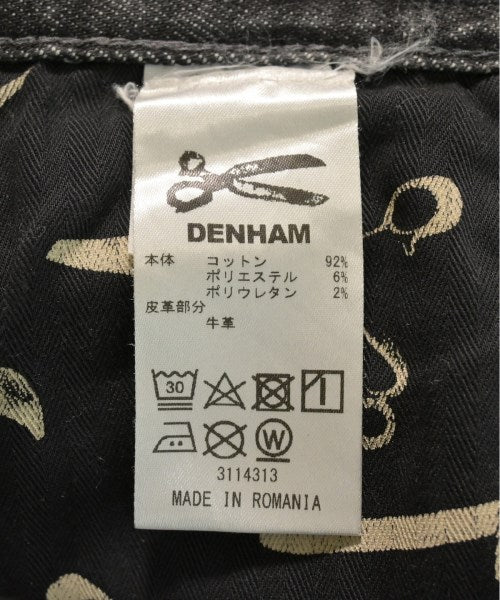 DENHAM
本体 コットン 92%
ポリエステル 6%
ポリウレタン 2%
皮革部分
牛革
30
W
3114313
MADE IN ROMANIA